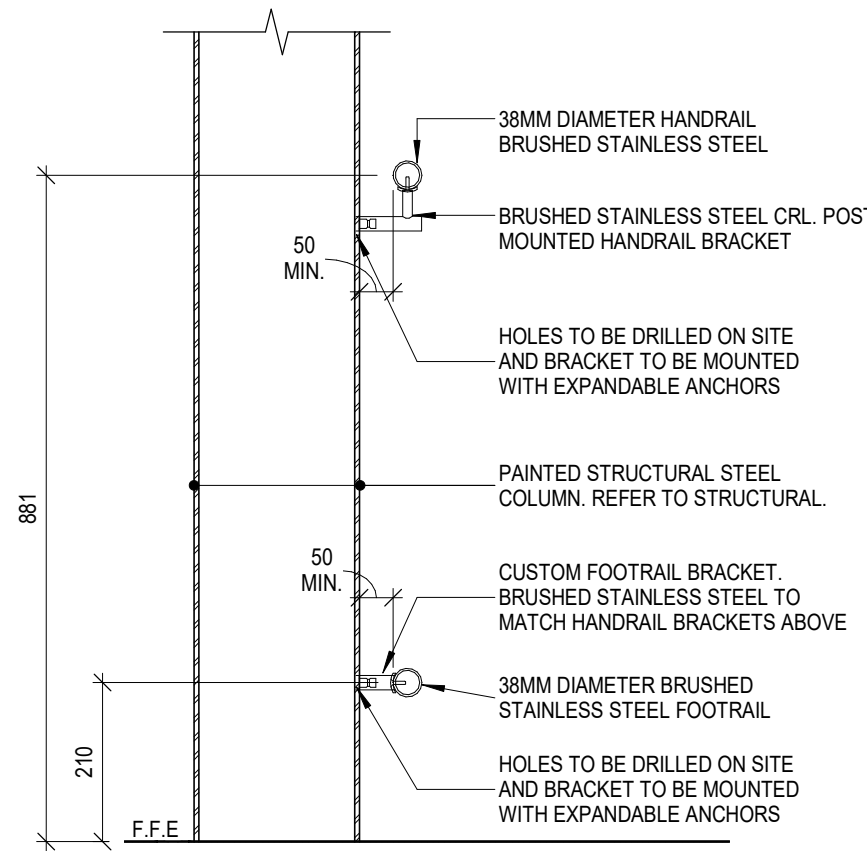 38MM DIAMETER HANDRAIL
BRUSHED STAINLESS STEEL
BRUSHED STAINLESS STEEL CRL. POST
MOUNTED HANDRAIL BRACKET
50
MIN.
HOLES TO BE DRILLED ON SITE
AND BRACKET TO BE MOUNTED
WITH EXPANDABLE ANCHORS
881
PAINTED STRUCTURAL STEEL
COLUMN. REFER TO STRUCTURAL.
50
MIN.
CUSTOM FOOTRAIL BRACKET.
BRUSHED STAINLESS STEEL TO
MATCH HANDRAIL BRACKETS ABOVE
38MM DIAMETER BRUSHED
STAINLESS STEEL FOOTRAIL
210
HOLES TO BE DRILLED ON SITE
AND BRACKET TO BE MOUNTED
WITH EXPANDABLE ANCHORS
F.F.E